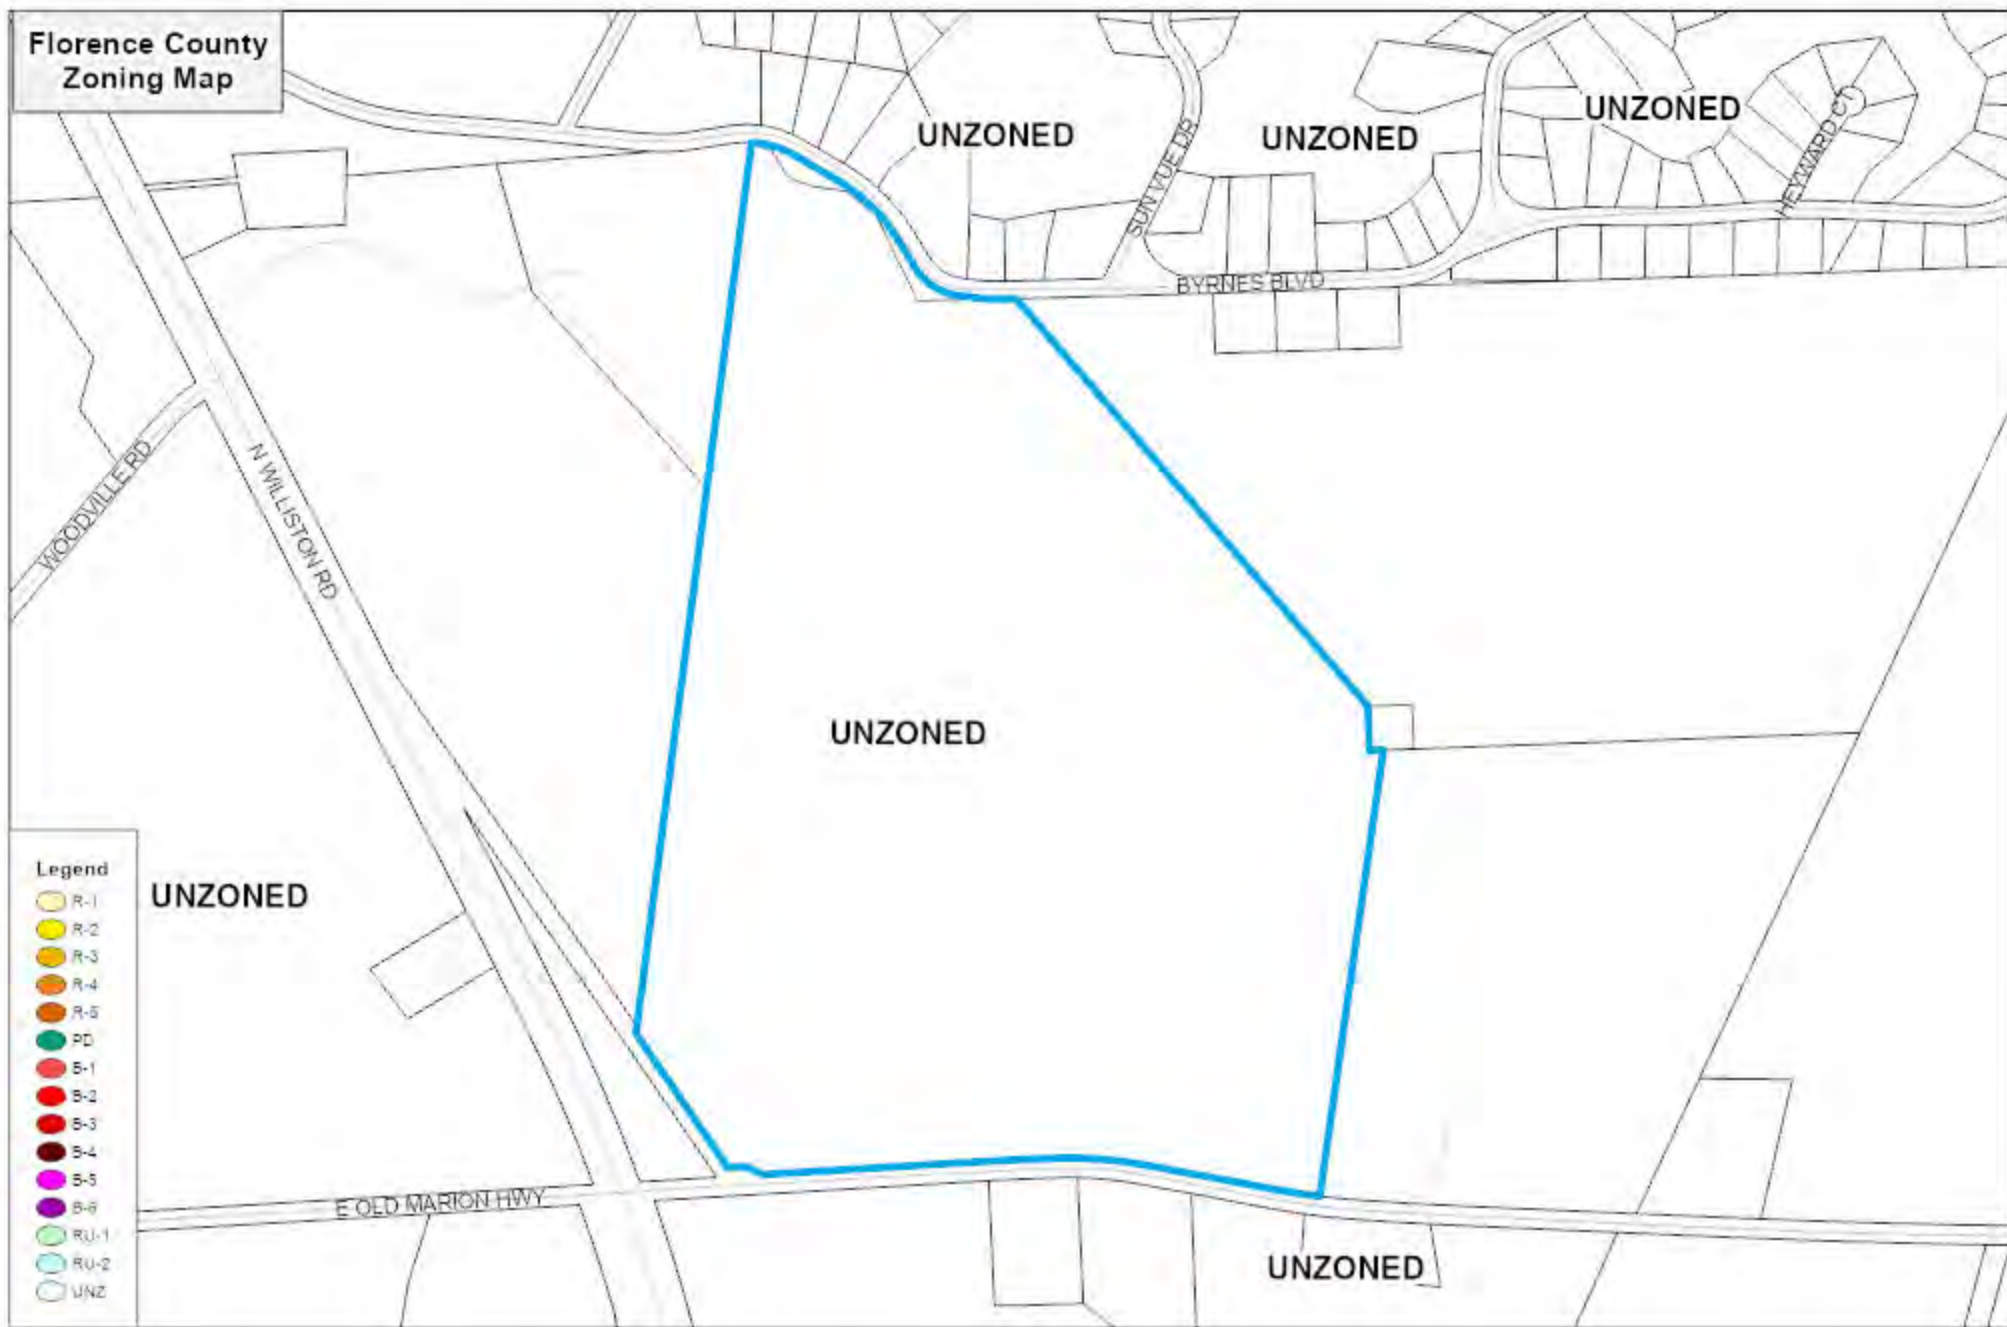 Florence County
Zoning Map
UNZONED
UNZONED
UNZONED
HEYWARD CT
SUN VUE DR
BYRNES BLVD
WOODVILLE RD
N WILLISTON RD
UNZONED
UNZONED
Legend
R-1
R-2
R-3
R-4
R-5
PD
B-1
B-2
B-3
B-4
B-5
B-6
RU-1
RU-2
UNZ
E OLD MARION HWY
UNZONED